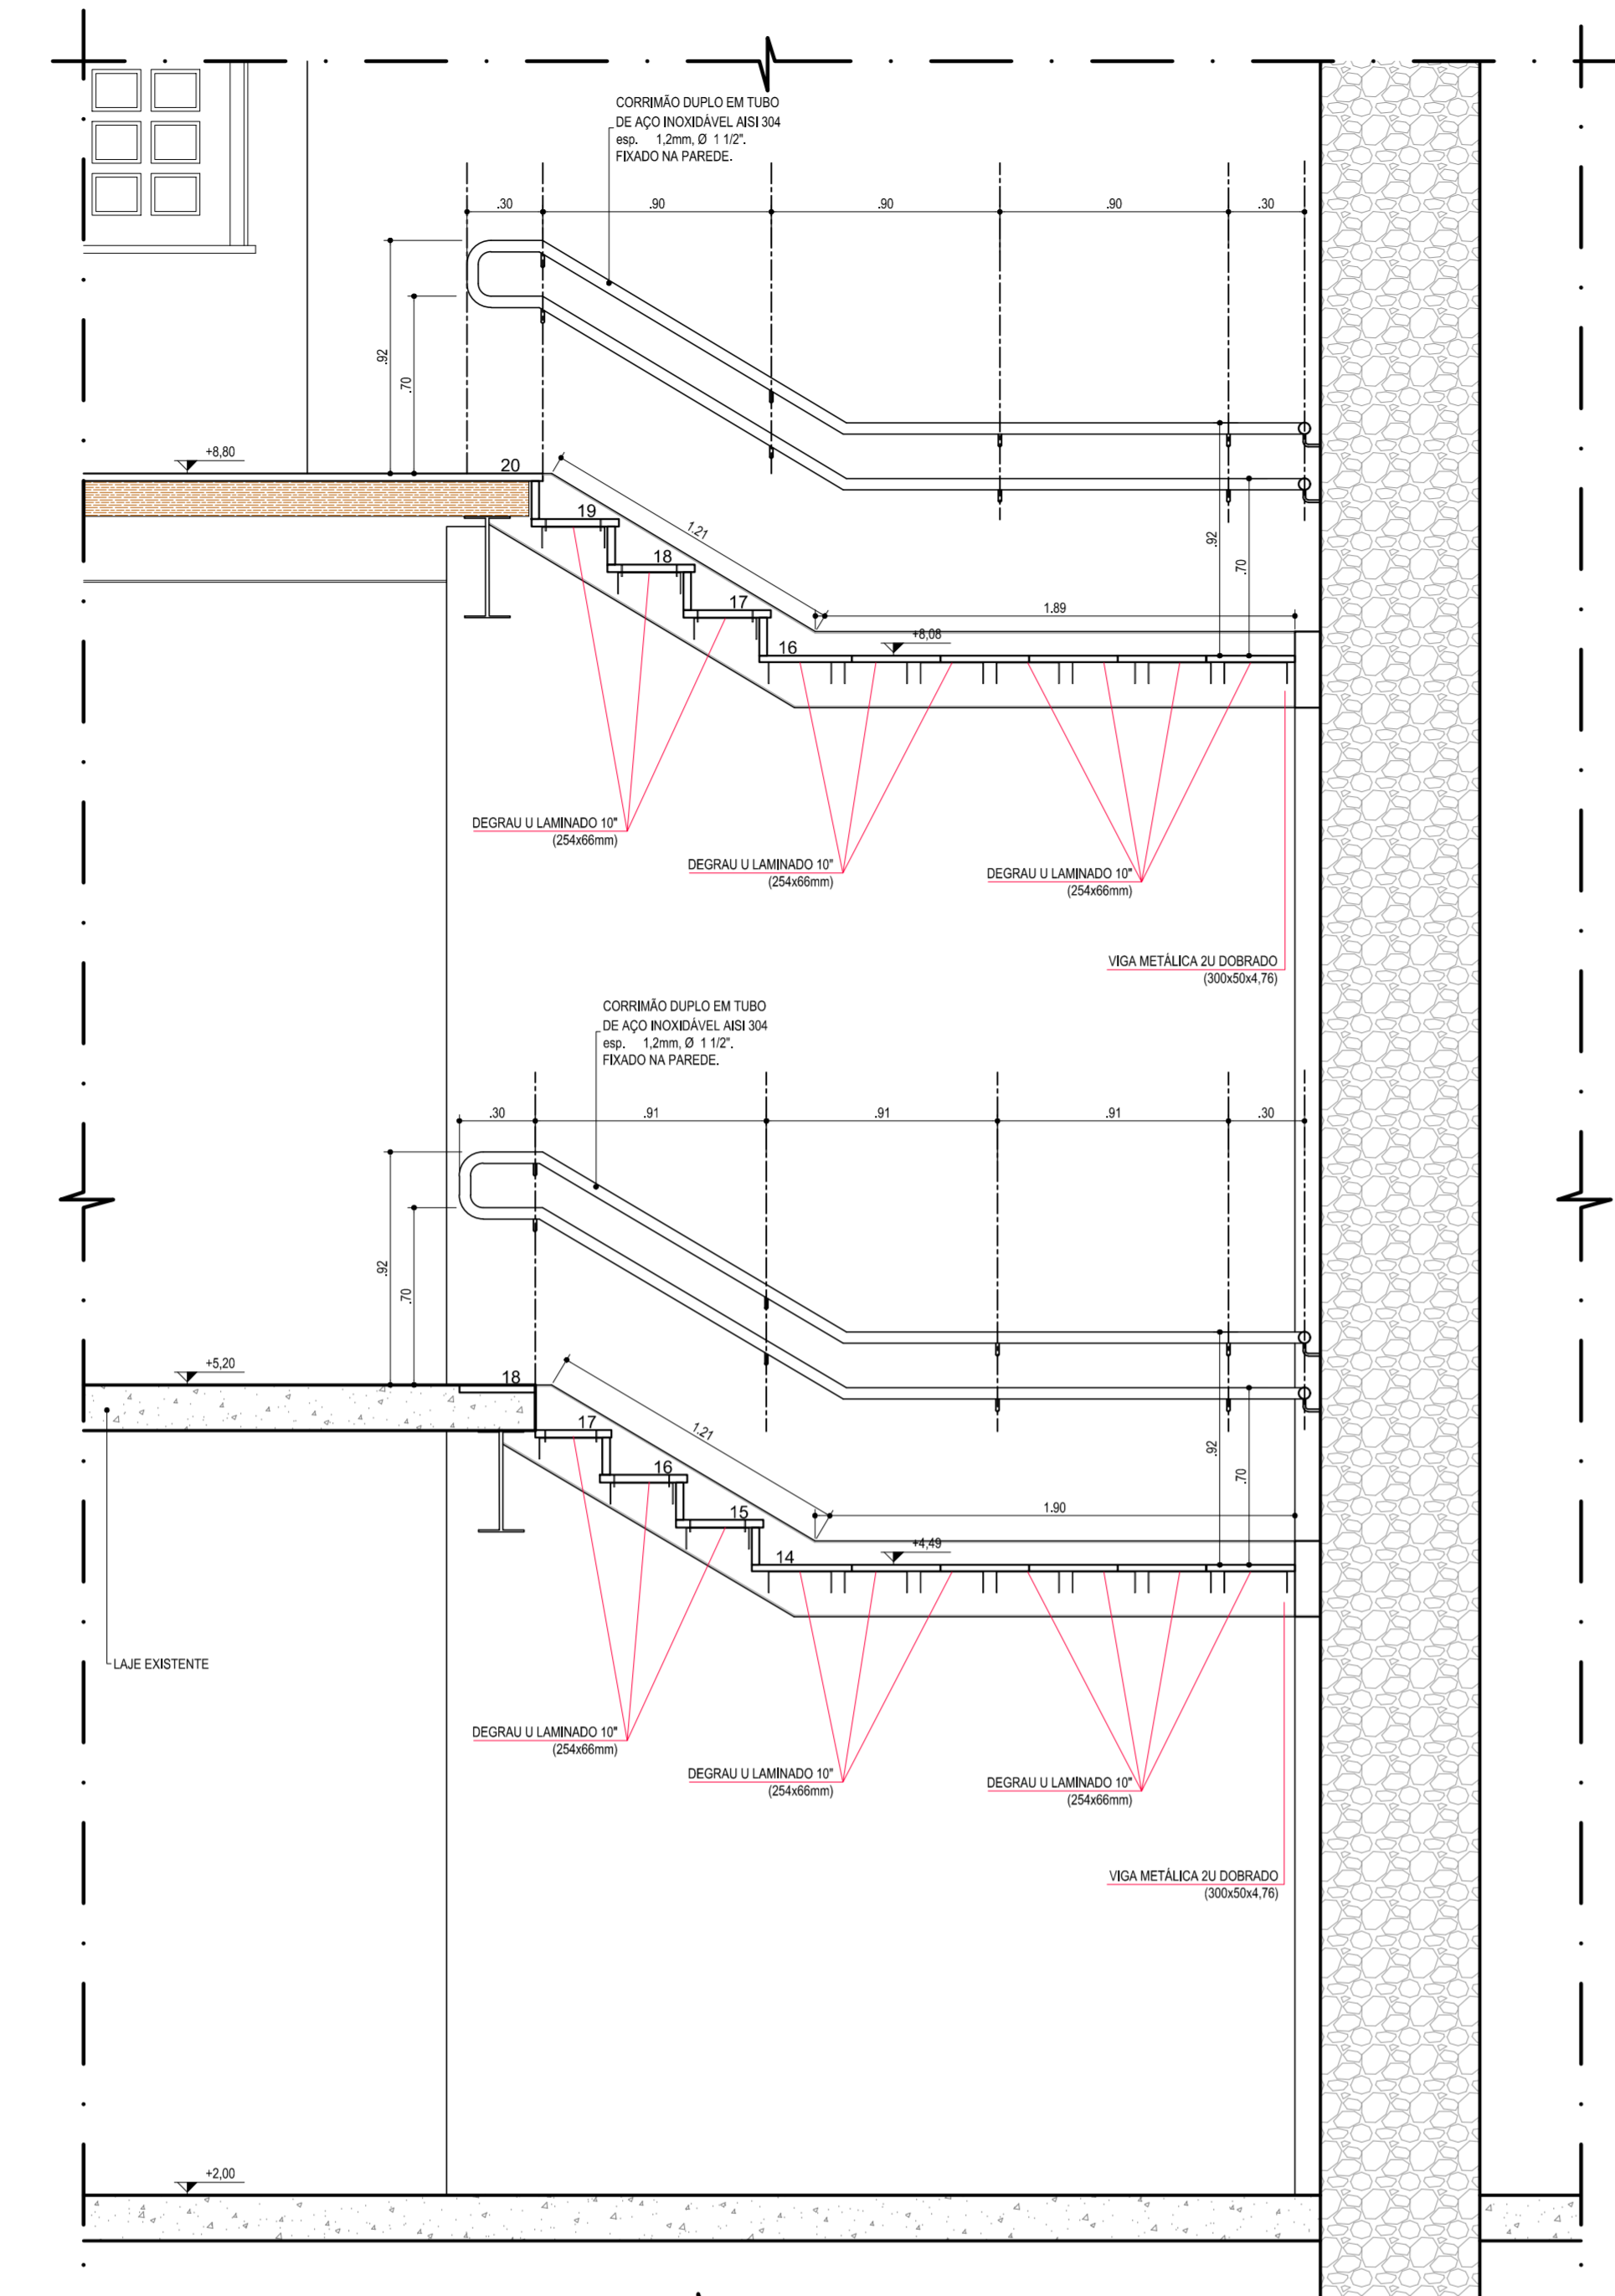 CORRIMÃO DUPLO EM TUBO
DE AÇO INOXIDÁVEL AISI 304
esp. 1,2mm, Ø 1 1/2".
FIXADO NA PAREDE.
.30
.90
.90
.90
.30
.92
.70
+8,80
20
19
18
17
16
1.21
1.89
+8,08
.92
.70
DEGRAU U LAMINADO 10"
(254x66mm)
DEGRAU U LAMINADO 10"
(254x66mm)
DEGRAU U LAMINADO 10"
(254x66mm)
VIGA METÁLICA 2U DOBRADO
(300x50x4,76)
CORRIMÃO DUPLO EM TUBO
DE AÇO INOXIDÁVEL AISI 304
esp. 1,2mm, Ø 1 1/2".
FIXADO NA PAREDE.
.30
.91
.91
.91
.30
.92
.70
+5,20
18
17
16
15
14
1.21
1.90
+4,49
.92
.70
LAJE EXISTENTE
DEGRAU U LAMINADO 10"
(254x66mm)
DEGRAU U LAMINADO 10"
(254x66mm)
DEGRAU U LAMINADO 10"
(254x66mm)
VIGA METÁLICA 2U DOBRADO
(300x50x4,76)
+2,00